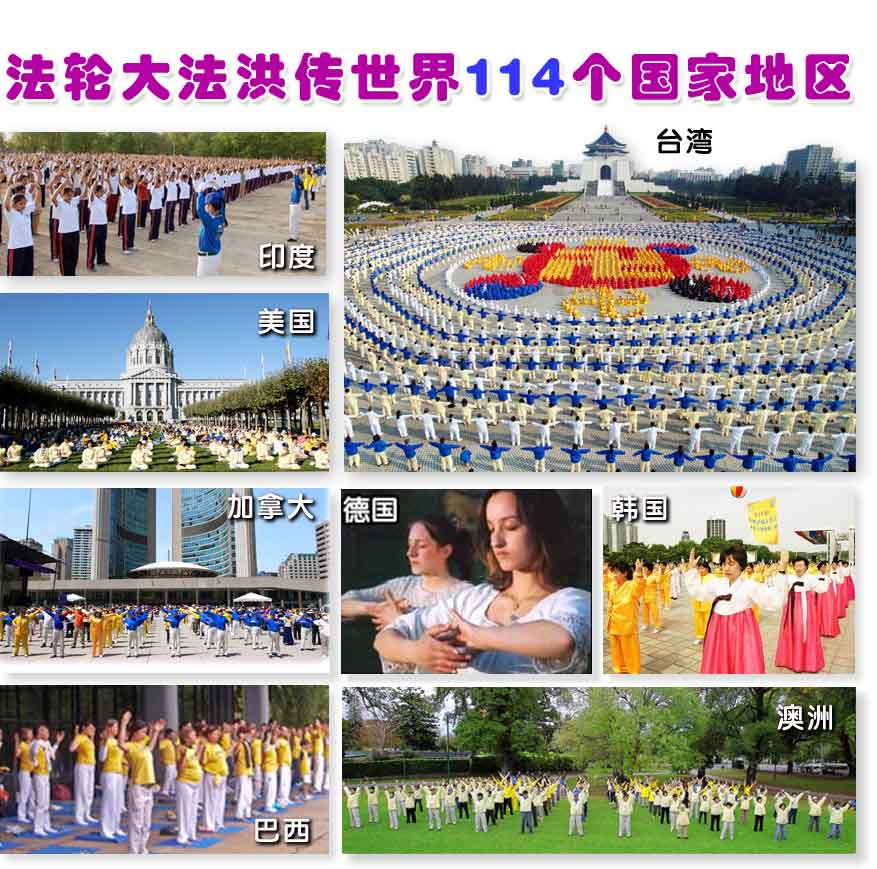 法轮大法洪传世界114个国家地区
台湾
印度
美国
加拿大
德国
韩国
巴西
澳洲